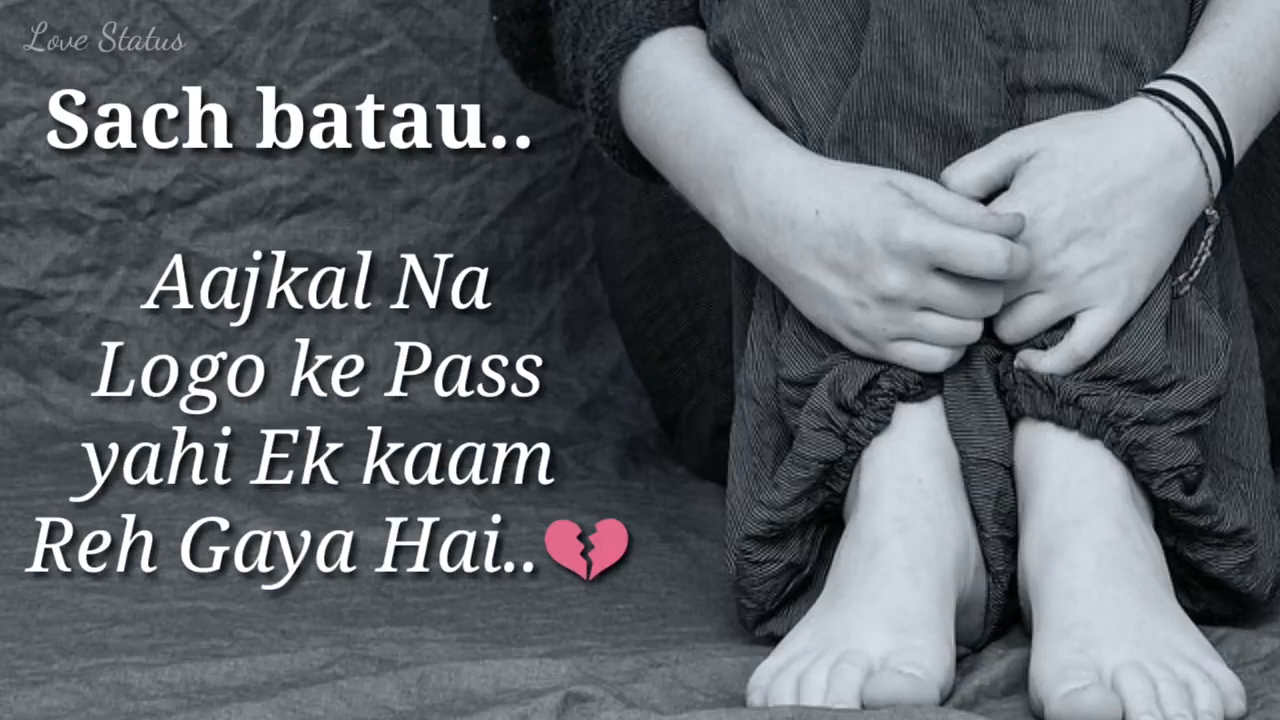 Love Status
Sach batau..
Aajkal Na
Logo ke Pass
yahi Ek kaam
Reh Gaya Hai..💔